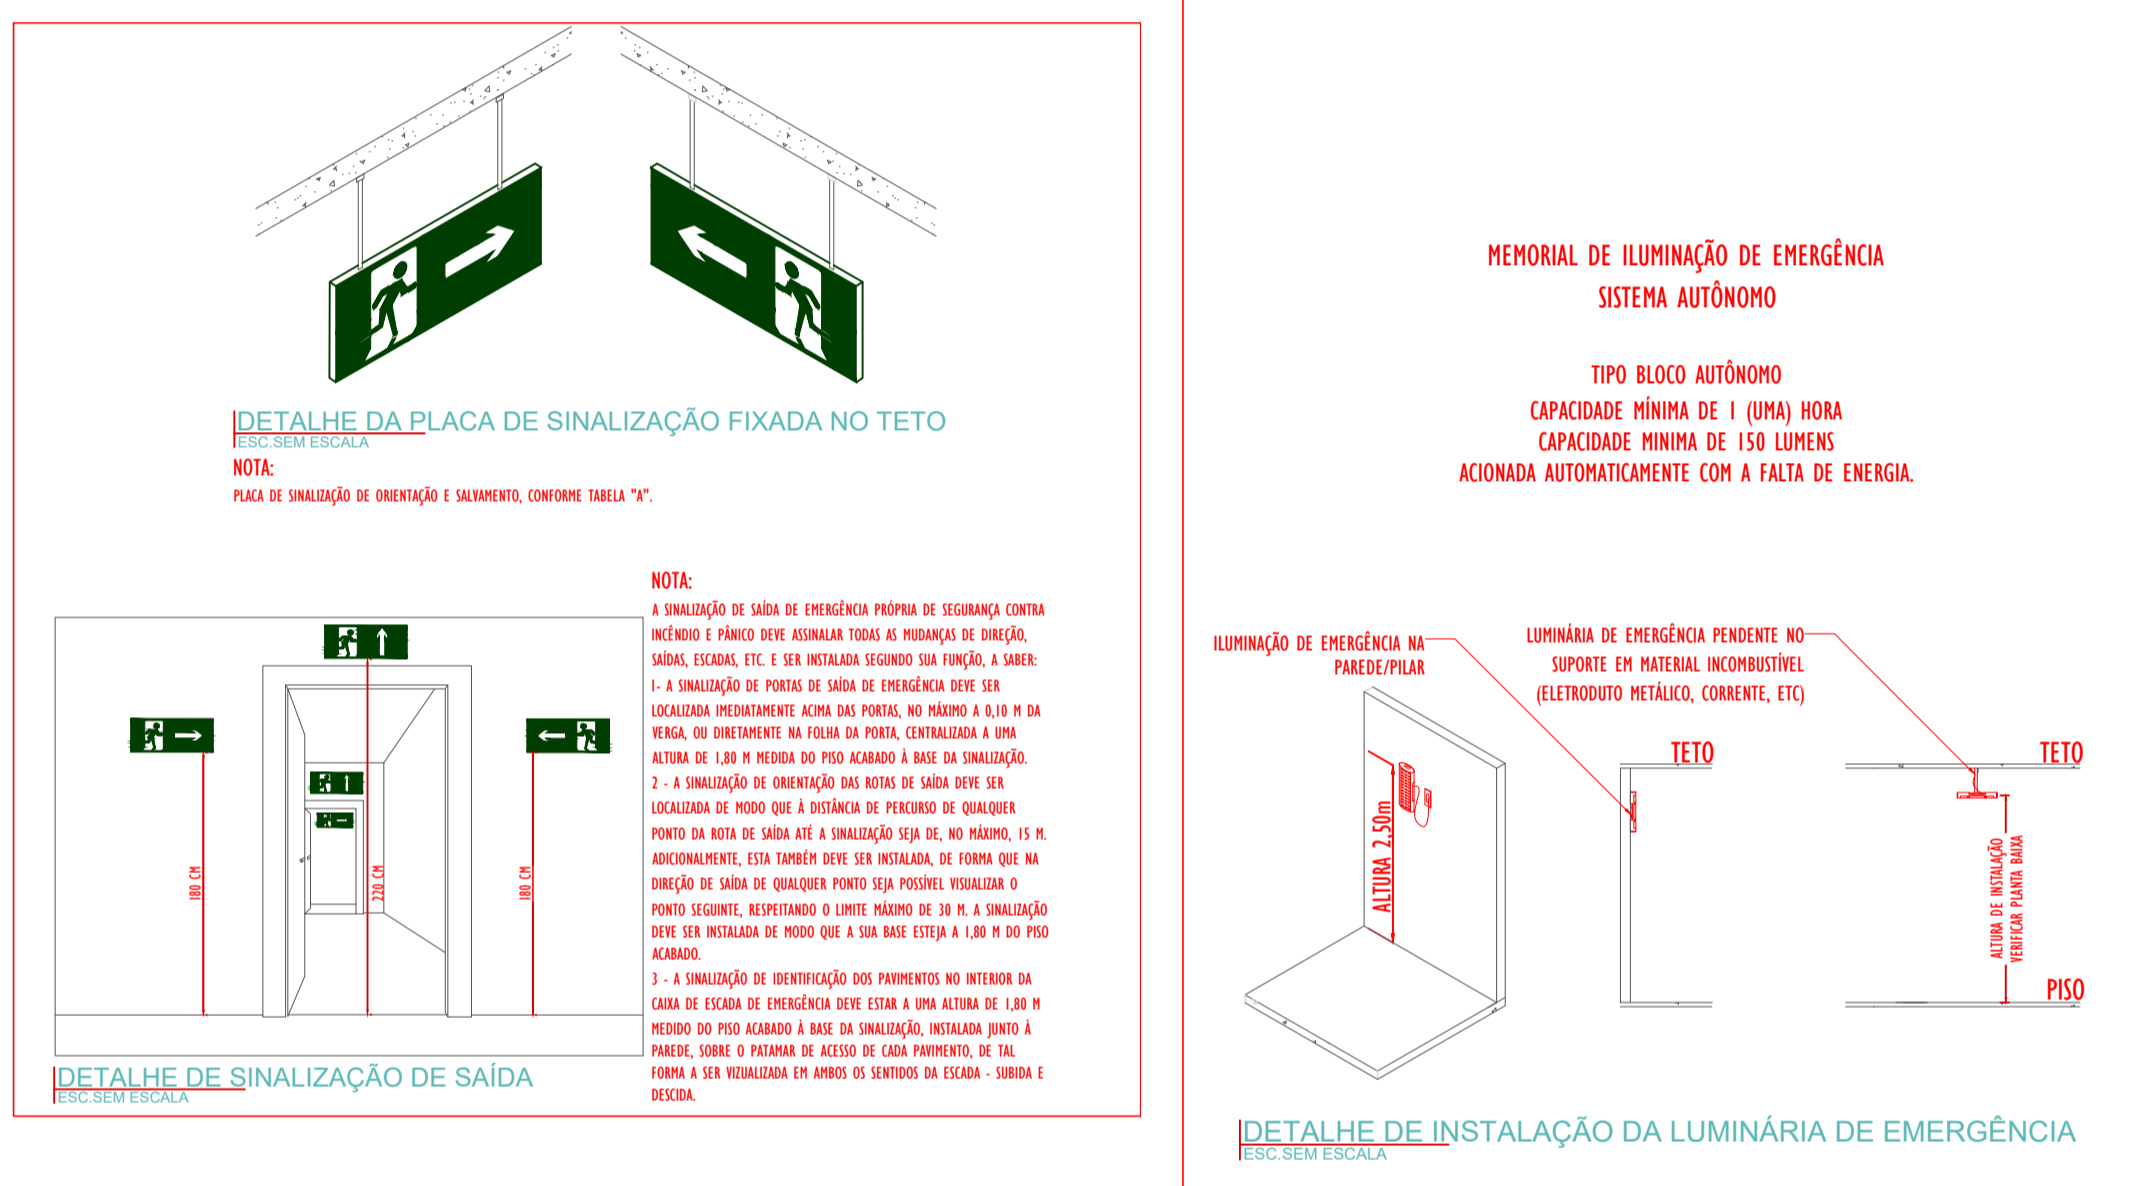 DETALHE DA PLACA DE SINALIZAÇÃO FIXADA NO TETO
ESC.SEM ESCALA
NOTA:
PLACA DE SINALIZAÇÃO DE ORIENTAÇÃO E SALVAMENTO, CONFORME TABELA "A".
180 CM
220 CM
180 CM
DETALHE DE SINALIZAÇÃO DE SAÍDA
ESC.SEM ESCALA
NOTA:
A SINALIZAÇÃO DE SAÍDA DE EMERGÊNCIA PRÓPRIA DE SEGURANÇA CONTRA
INCÊNDIO E PÂNICO DEVE ASSINALAR TODAS AS MUDANÇAS DE DIREÇÃO,
SAÍDAS, ESCADAS, ETC. E SER INSTALADA SEGUNDO SUA FUNÇÃO, A SABER:
1- A SINALIZAÇÃO DE PORTAS DE SAÍDA DE EMERGÊNCIA DEVE SER
LOCALIZADA IMEDIATAMENTE ACIMA DAS PORTAS, NO MÁXIMO A 0,10 M DA
VERGA, OU DIRETAMENTE NA FOLHA DA PORTA, CENTRALIZADA A UMA
ALTURA DE 1,80 M MEDIDA DO PISO ACABADO À BASE DA SINALIZAÇÃO.
2 - A SINALIZAÇÃO DE ORIENTAÇÃO DAS ROTAS DE SAÍDA DEVE SER
LOCALIZADA DE MODO QUE À DISTÂNCIA DE PERCURSO DE QUALQUER
PONTO DA ROTA DE SAÍDA ATÉ A SINALIZAÇÃO SEJA DE, NO MÁXIMO, 15 M.
ADICIONALMENTE, ESTA TAMBÉM DEVE SER INSTALADA, DE FORMA QUE NA
DIREÇÃO DE SAÍDA DE QUALQUER PONTO SEJA POSSÍVEL VISUALIZAR O
PONTO SEGUINTE, RESPEITANDO O LIMITE MÁXIMO DE 30 M. A SINALIZAÇÃO
DEVE SER INSTALADA DE MODO QUE A SUA BASE ESTEJA A 1,80 M DO PISO
ACABADO.
3 - A SINALIZAÇÃO DE IDENTIFICAÇÃO DOS PAVIMENTOS NO INTERIOR DA
CAIXA DE ESCADA DE EMERGÊNCIA DEVE ESTAR A UMA ALTURA DE 1,80 M
MEDIDO DO PISO ACABADO À BASE DA SINALIZAÇÃO, INSTALADA JUNTO À
PAREDE, SOBRE O PATAMAR DE ACESSO DE CADA PAVIMENTO, DE TAL
FORMA A SER VIZUALIZADA EM AMBOS OS SENTIDOS DA ESCADA - SUBIDA E
DESCIDA.
MEMORIAL DE ILUMINAÇÃO DE EMERGÊNCIA
SISTEMA AUTÔNOMO
TIPO BLOCO AUTÔNOMO
CAPACIDADE MÍNIMA DE 1 (UMA) HORA
CAPACIDADE MINIMA DE 150 LUMENS
ACIONADA AUTOMATICAMENTE COM A FALTA DE ENERGIA.
ILUMINAÇÃO DE EMERGÊNCIA NA
PAREDE/PILAR
LUMINÁRIA DE EMERGÊNCIA PENDENTE NO
SUPORTE EM MATERIAL INCOMBUSTÍVEL
(ELETRODUTO METÁLICO, CORRENTE, ETC)
ALTURA 2.50m
TETO
TETO
ALTURA DE INSTALAÇÃO
VERIFICAR PLANTA BAIXA
PISO
DETALHE DE INSTALAÇÃO DA LUMINÁRIA DE EMERGÊNCIA
ESC.SEM ESCALA